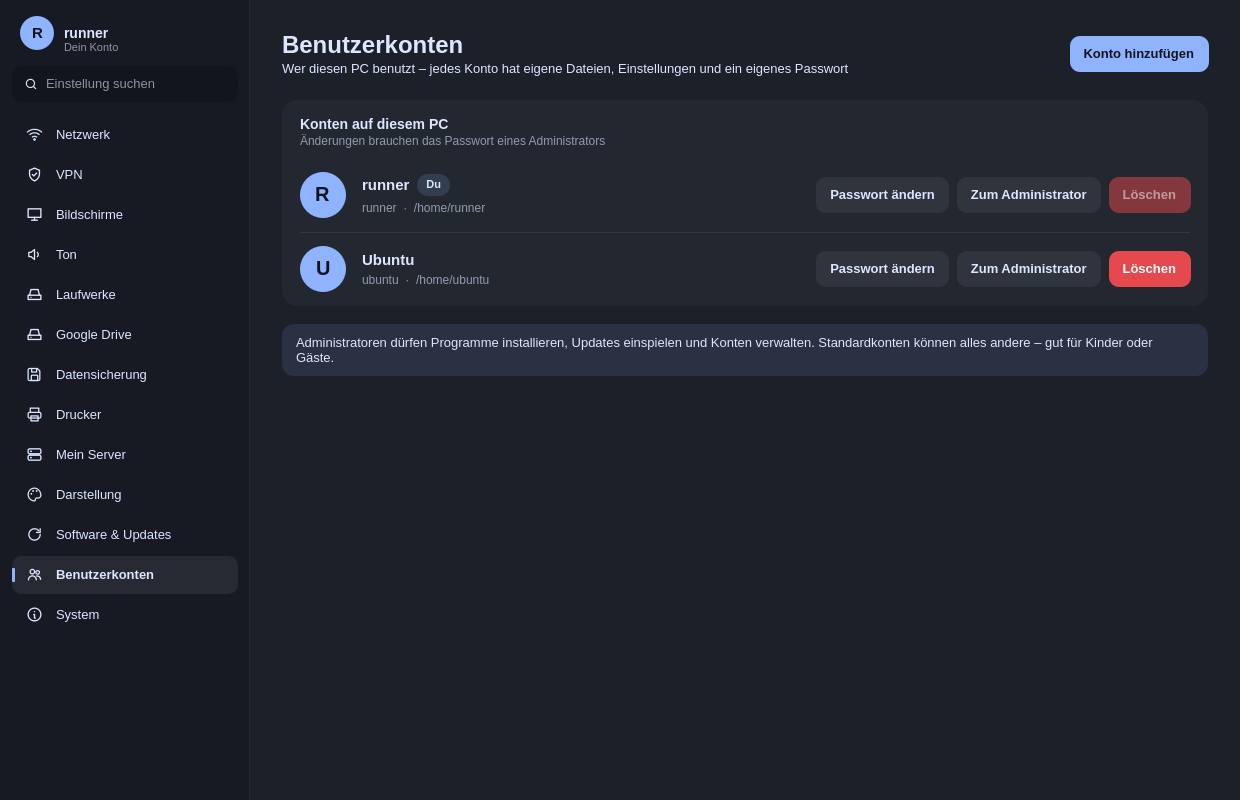 R
runner
Dein Konto
Einstellung suchen
Netzwerk
VPN
Bildschirme
Ton
Laufwerke
Google Drive
Datensicherung
Drucker
Mein Server
Darstellung
Software & Updates
Benutzerkonten
System
Benutzerkonten
Wer diesen PC benutzt – jedes Konto hat eigene Dateien, Einstellungen und ein eigenes Passwort
Konto hinzufügen
Konten auf diesem PC
Änderungen brauchen das Passwort eines Administrators
R
runner Du
runner · /home/runner
Passwort ändern Zum Administrator Löschen
U
Ubuntu
ubuntu · /home/ubuntu
Passwort ändern Zum Administrator Löschen
Administratoren dürfen Programme installieren, Updates einspielen und Konten verwalten. Standardkonten können alles andere – gut für Kinder oder
Gäste.